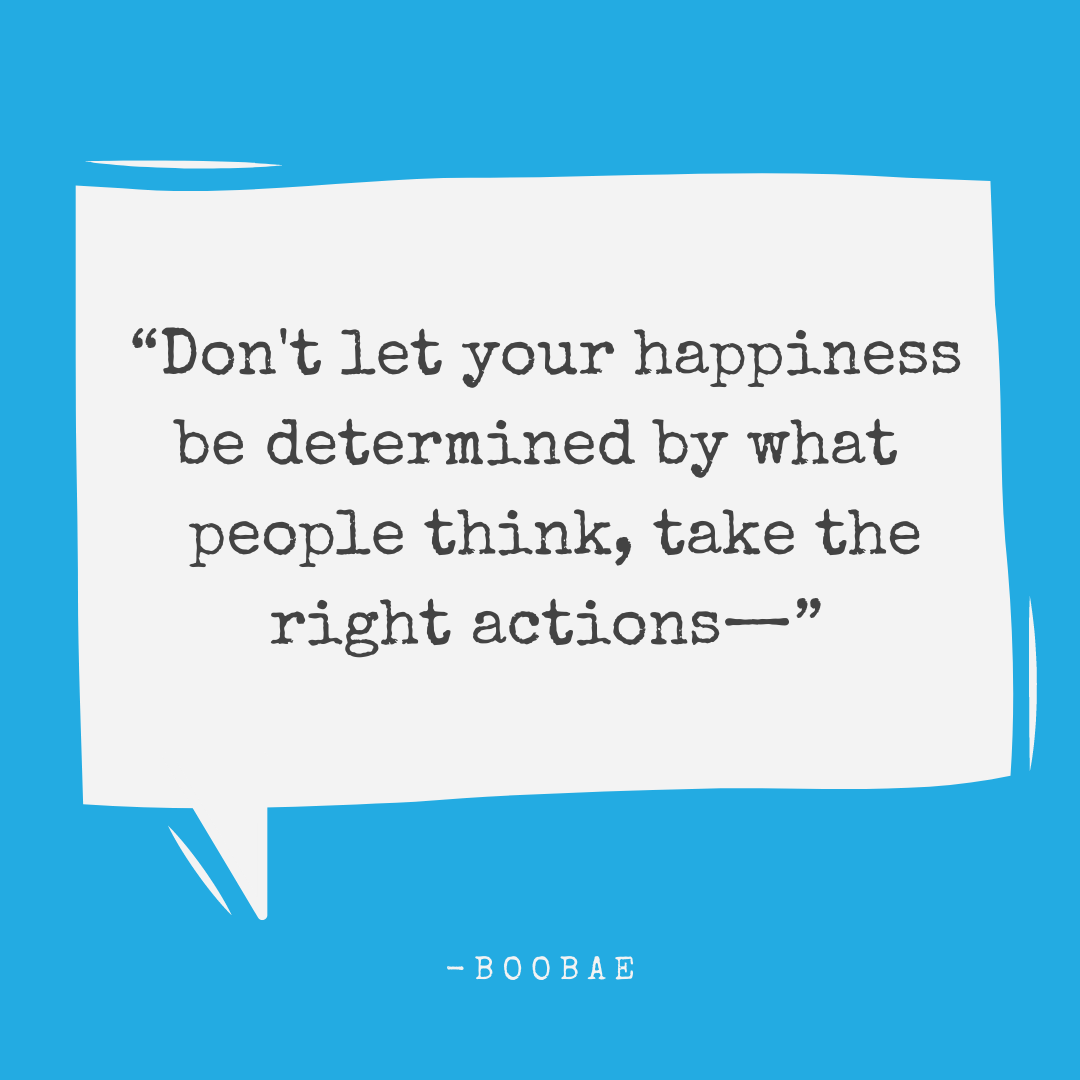 “Don't let your happiness
be determined by what
people think, take the
right actions—”
–BOOBAE